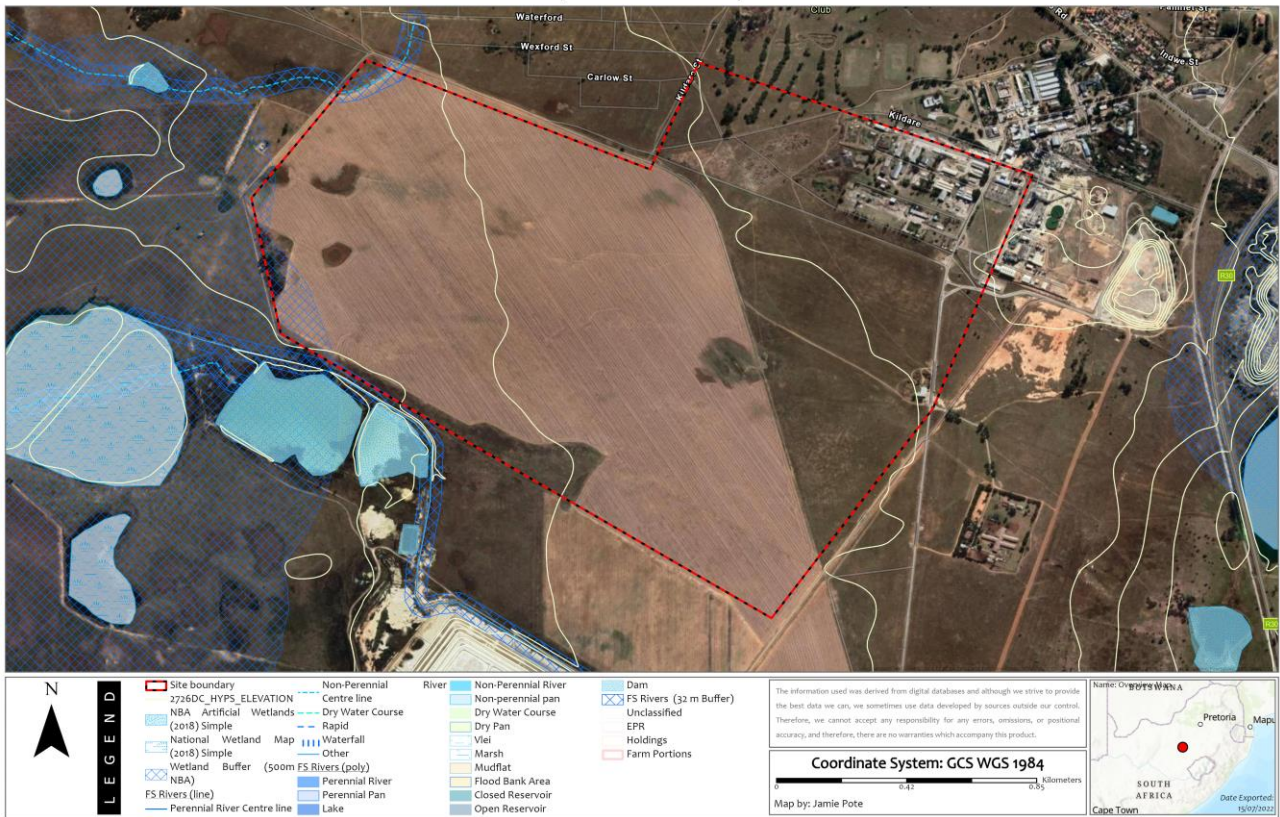 Club
Waterford
Wexford St
Carlow St
Kildare
Indwe St
Rd
R30
R30
N
LEGEND
Site boundary
2726DC_HYPS_ELEVATION
NBA Artificial Wetlands
(2018) Simple
National Wetland Map
(2018) Simple
Wetland Buffer (500m
NBA)
FS Rivers (line)
Perennial River Centre line
Non-Perennial River
Centre line
Dry Water Course
Rapid
Waterfall
Other
FS Rivers (poly)
Perennial River
Perennial Pan
Lake
Non-Perennial River
Non-perennial pan
Dry Water Course
Dry Pan
Vlei
Marsh
Mudflat
Flood Bank Area
Closed Reservoir
Open Reservoir
Dam
FS Rivers (32 m Buffer)
Unclassified
EPR
Holdings
Farm Portions
The information used was derived from digital databases and although we strive to provide
the best data we can, we sometimes use data developed by sources outside our control.
Therefore, we cannot accept any responsibility for any errors, omissions, or positional
accuracy, and therefore, there are no warranties which accompany this product.
Coordinate System: GCS WGS 1984
Kilometers
0 0.42 0.85
Map by: Jamie Pote
Name: Overview Map
BOTSWANA
Pretoria
Mapu
SOUTH
AFRICA
Cape Town
Date Exported:
15/07/2022